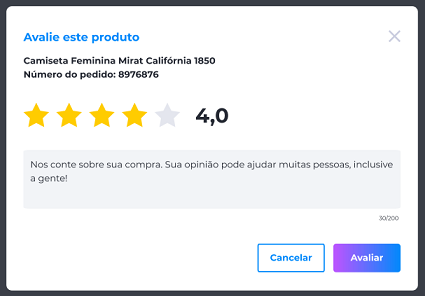 Avalie este produto
Camiseta Feminina Mirat Califórnia 1850
Número do pedido: 8976876
4,0
Nos conte sobre sua compra. Sua opinião pode ajudar muitas pessoas, inclusive
a gente!
30/200
Cancelar
Avaliar